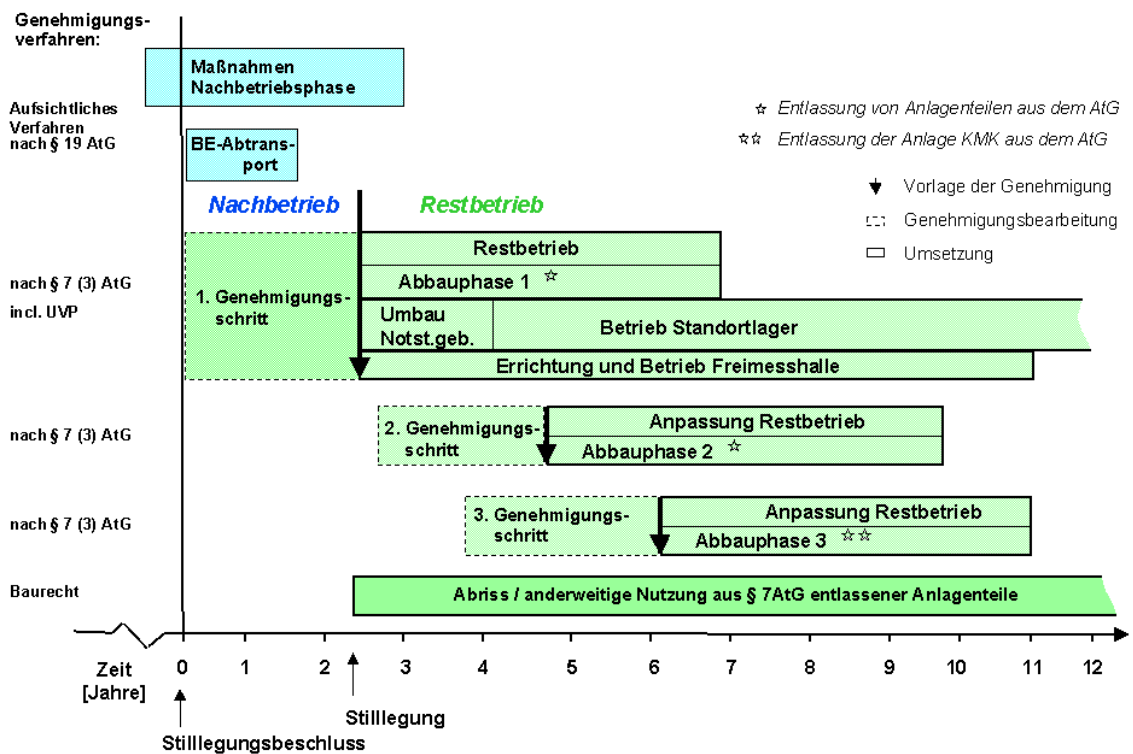 Genehmigungs-
verfahren:
Maßnahmen
Nachbetriebsphase
Aufsichtliches
Verfahren
nach § 19 AtG
BE-Abtrans-
port
☆ Entlassung von Anlagenteilen aus dem AtG
☆☆ Entlassung der Anlage KMK aus dem AtG
Vorlage der Genehmigung
Genehmigungsbearbeitung
Umsetzung
Nachbetrieb
Restbetrieb
nach § 7 (3) AtG
incl. UVP
1. Genehmigungs-
schritt
Restbetrieb
Abbauphase 1 ☆
Umbau
Notst.geb.
Betrieb Standortlager
Errichtung und Betrieb Freimesshalle
nach § 7 (3) AtG
2. Genehmigungs-
schritt
Anpassung Restbetrieb
Abbauphase 2 ☆
nach § 7 (3) AtG
3. Genehmigungs-
schritt
Anpassung Restbetrieb
Abbauphase 3 ☆☆
Baurecht
Abriss / anderweitige Nutzung aus § 7AtG entlassener Anlagenteile
Zeit
[Jahre]
0 1 2 3 4 5 6 7 8 9 10 11 12
Stilllegung
Stilllegungsbeschluss